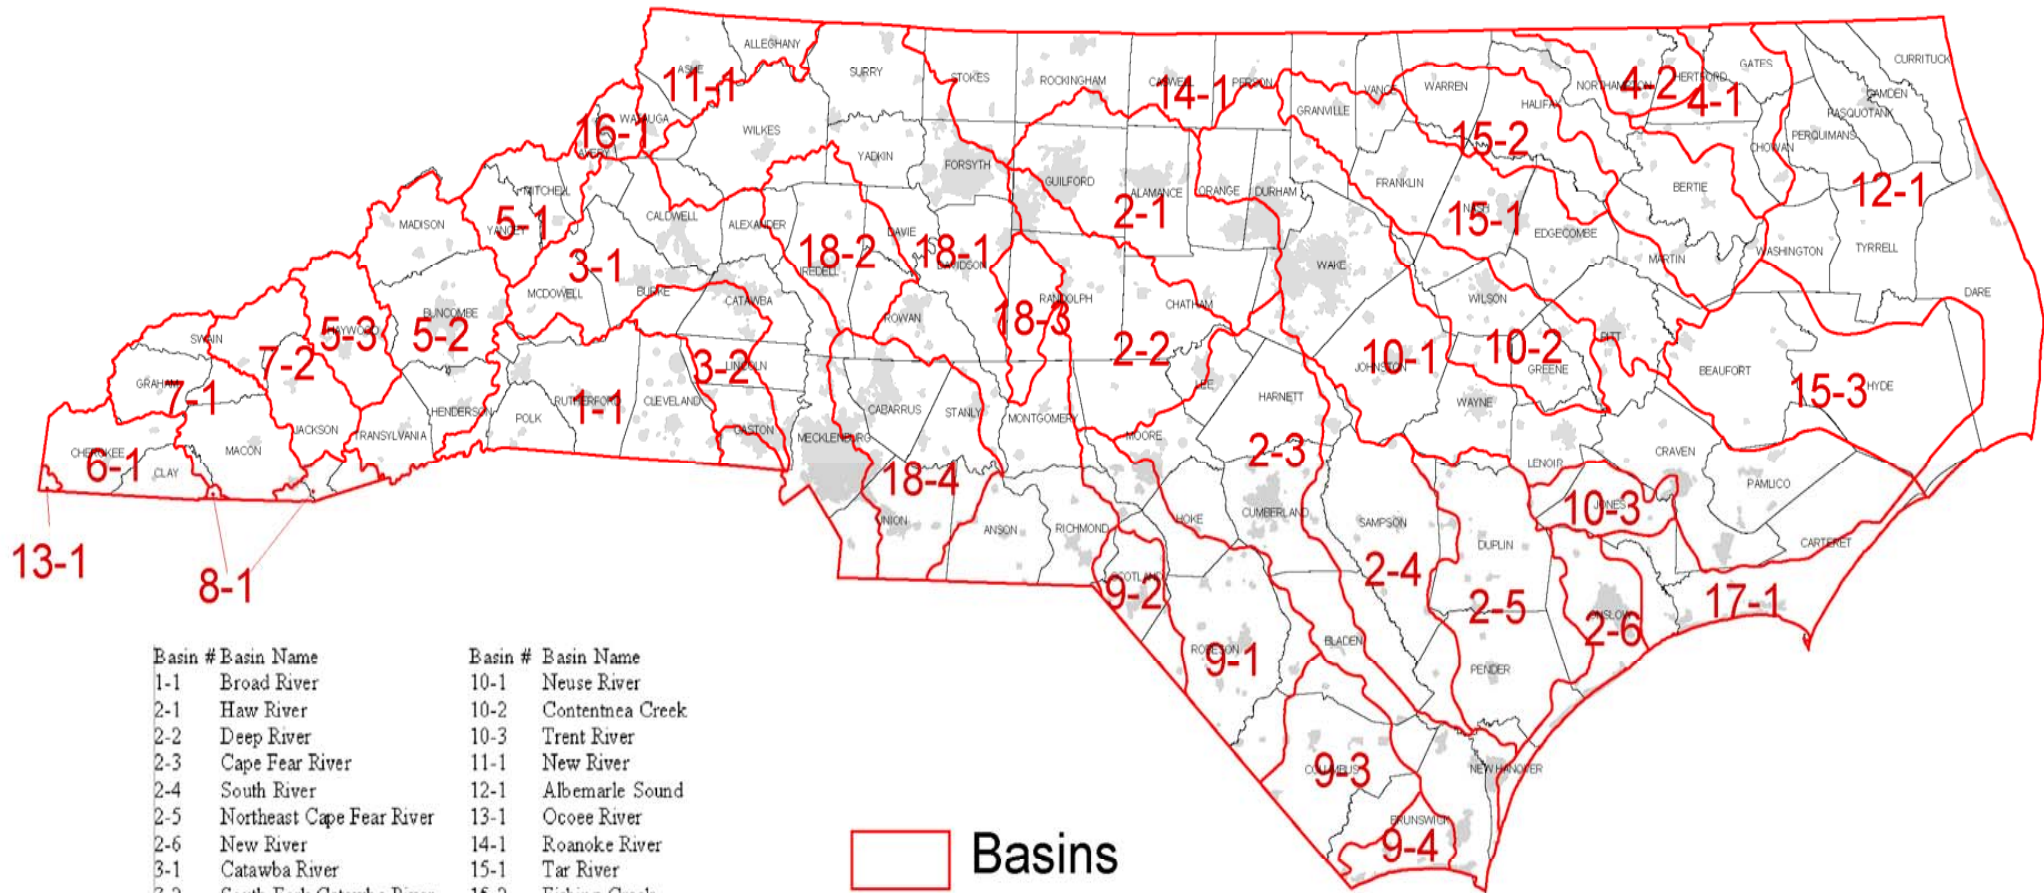 ALLEGHANY
ASHE
11-1
SURRY
STOKES
ROCKINGHAM
CASWELL
14-1
PERSON
GRANVILLE
VANCE
WARREN
HALIFAX
NORTHAMPTON
4-2
HERTFORD
4-1
GATES
CURRITUCK
CAMDEN
PASQUOTANK
PERQUIMANS
CHOWAN
16-1
WATAUGA
AVERY
WILKES
YADKIN
FORSYTH
GUILFORD
ALAMANCE
ORANGE
DURHAM
2-1
FRANKLIN
15-2
NASH
15-1
EDGECOMBE
BERTIE
MARTIN
WASHINGTON
TYRRELL
12-1
DARE
MADISON
5-1
YANCEY
MITCHELL
CALDWELL
ALEXANDER
18-2
IREDELL
DAVIE
18-1
DAVIDSON
3-1
MCDOWELL
BURKE
CATAWBA
ROWAN
RANDOLPH
18-3
CHATHAM
2-2
WAKE
WILSON
10-1
JOHNSTON
10-2
GREENE
PITT
BEAUFORT
15-3
HYDE
SWAIN
GRAHAM
7-1
7-2
HAYWOOD
5-3
BUNCOMBE
5-2
HENDERSON
POLK
RUTHERFORD
1-1
CLEVELAND
3-2
LINCOLN
GASTON
MECKLENBURG
CABARRUS
STANLY
MONTGOMERY
MOORE
LEE
HARNETT
2-3
WAYNE
LENOIR
CRAVEN
PAMLICO
CHEROKEE
6-1
CLAY
MACON
JACKSON
TRANSYLVANIA
18-4
UNION
ANSON
RICHMOND
HOKE
CUMBERLAND
SAMPSON
2-4
DUPLIN
10-3
JONES
CARTERET
17-1
13-1
8-1
SCOTLAND
9-2
ROBESON
9-1
BLADEN
2-5
PENDER
ONSLOW
2-6
COLUMBUS
9-3
NEW HANOVER
BRUNSWICK
9-4
Basin # Basin Name Basin # Basin Name
1-1 Broad River 10-1 Neuse River
2-1 Haw River 10-2 Contentnea Creek
2-2 Deep River 10-3 Trent River
2-3 Cape Fear River 11-1 New River
2-4 South River 12-1 Albemarle Sound
2-5 Northeast Cape Fear River 13-1 Ocoee River
2-6 New River 14-1 Roanoke River
3-1 Catawba River 15-1 Tar River
3-2 South Fork Catawba River 15-2 Fishing Creek
Basins